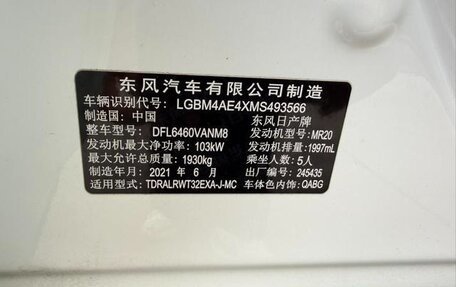 东风汽车有限公司制造
车辆识别代号: LGBM4AE4XMS493566
制造国: 中国 东风日产牌
整车型号: DFL6460VANM8 发动机型号: MR20
发动机最大净功率: 103kW 发动机排量: 1997mL
最大允许总质量: 1930kg 乘坐人数: 5人
制造年月: 2021 年 6 月 出厂编号: 245435
适用型式: TDRALRWT32EXA-J-MC 车体色内饰: QABG